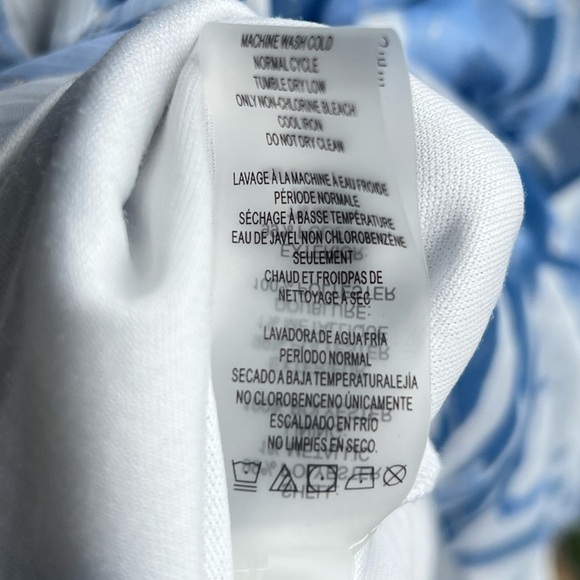 MACHINE WASH COLD
NORMAL CYCLE
TUMBLE DRY LOW
ONLY NON-CHLORINE BLEACH
COOL IRON
DO NOT DRY CLEAW
LAVAGE À LA MACHINE À EAU FROIDE
PÉRIODE NORMALE
SÉCHAGE À BASSE TEMPÉRATURE
EAU DE JAVEL NON CHLOROBENZÈNE
SEULEMENT
CHAUD ET FROIDPAS DE
NETTOYAGE À SEC.
LAVADORA DE AGUA FRÍA
PERÍODO NORMAL
SECADO A BAJA TEMPERATURALEJÍA
NO CLOROBENCENO ÚNICAMENTE
ESCALDADO EN FRÍO
NO LIMPIES EN SECO.